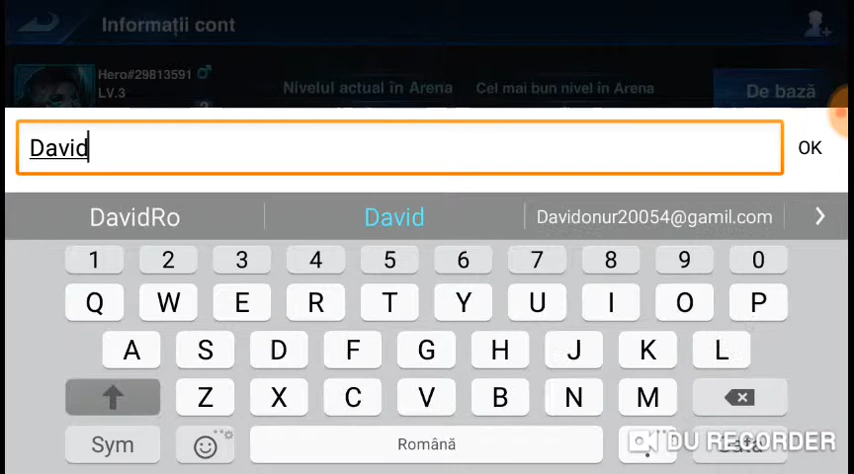 Informații cont
Hero#29813591
LV.3
Nivelul actual în Arena
Cel mai bun nivel în Arena
De bază
David
OK
DavidRo
David
Davidonur20054@gamil.com
1 2 3 4 5 6 7 8 9 0
Q W E R T Y U I O P
A S D F G H J K L
Z X C V B N M
Sym
Română
Gata
DU RECORDER